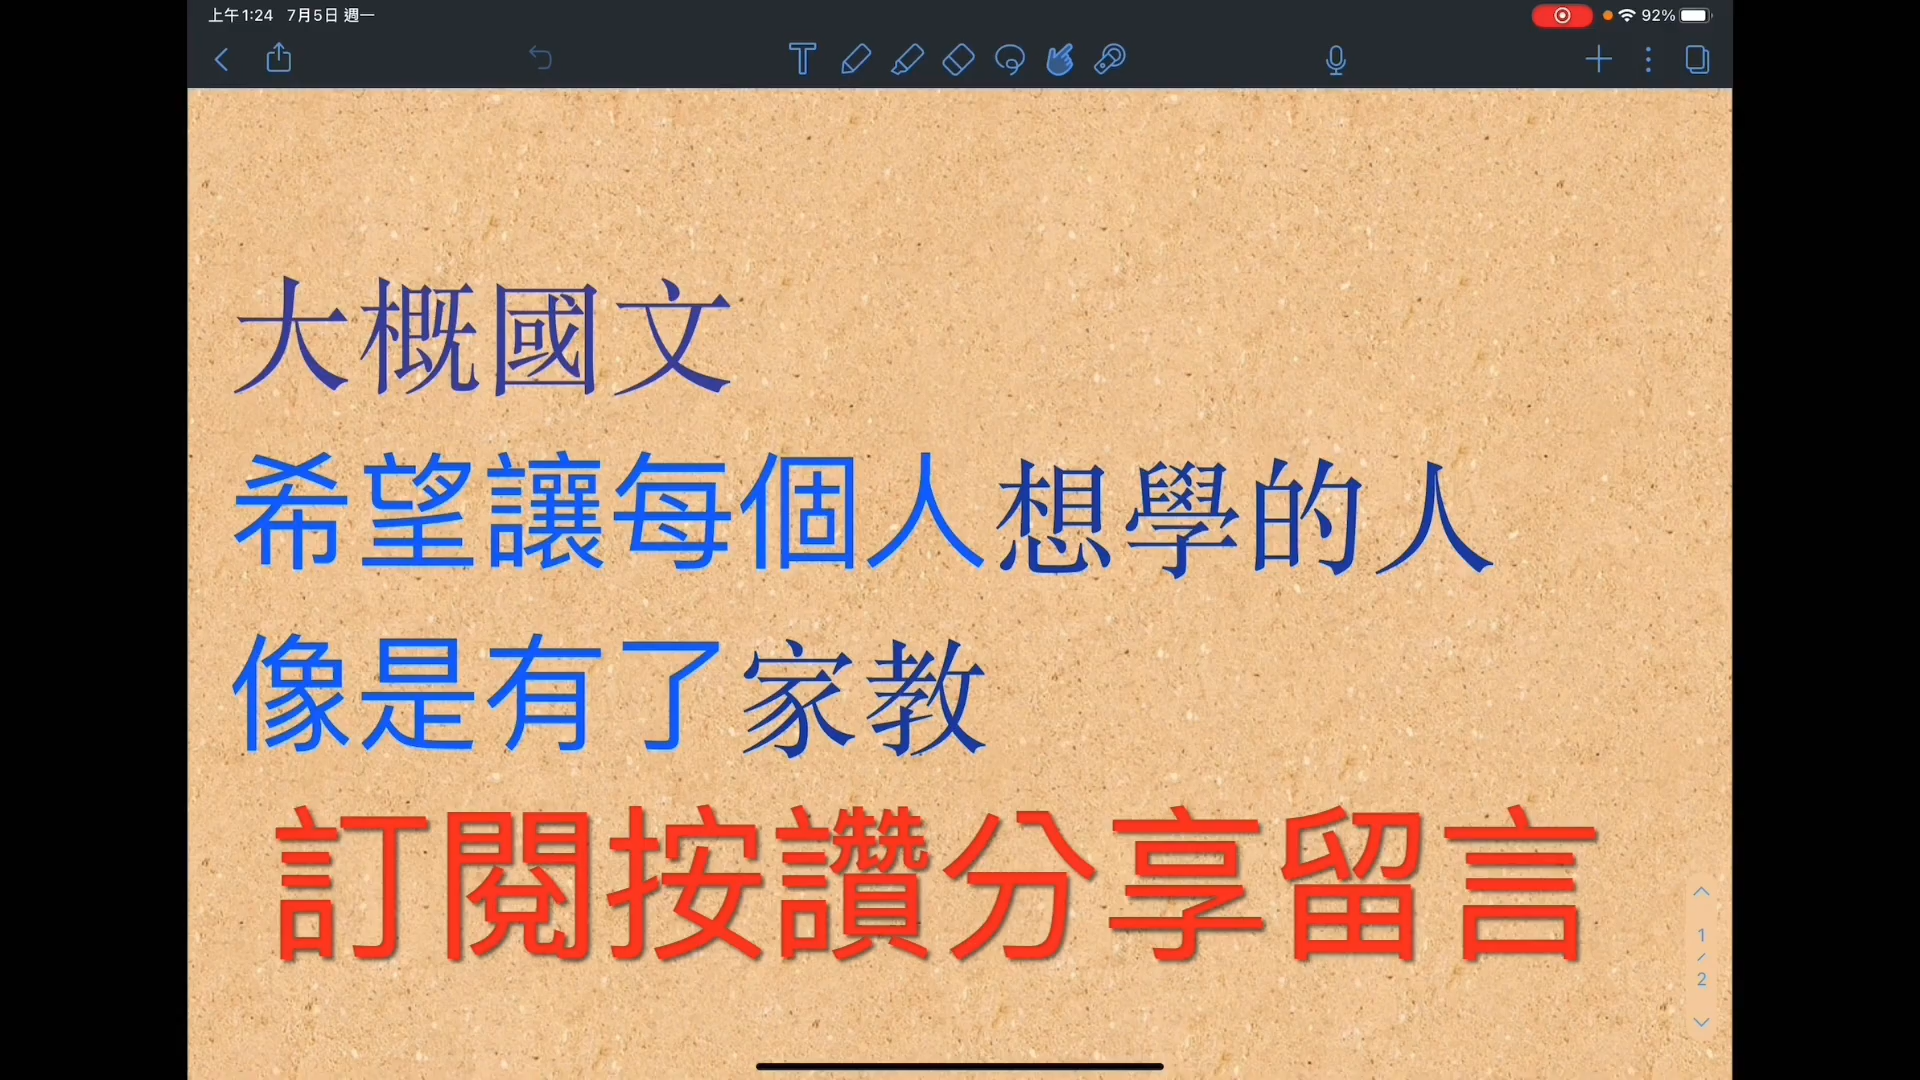 上午1:24 7月5日 週一
92%
T
大概國文
希望讓每個人想學的人
像是有了家教
訂閱按讚分享留言
1
/
2